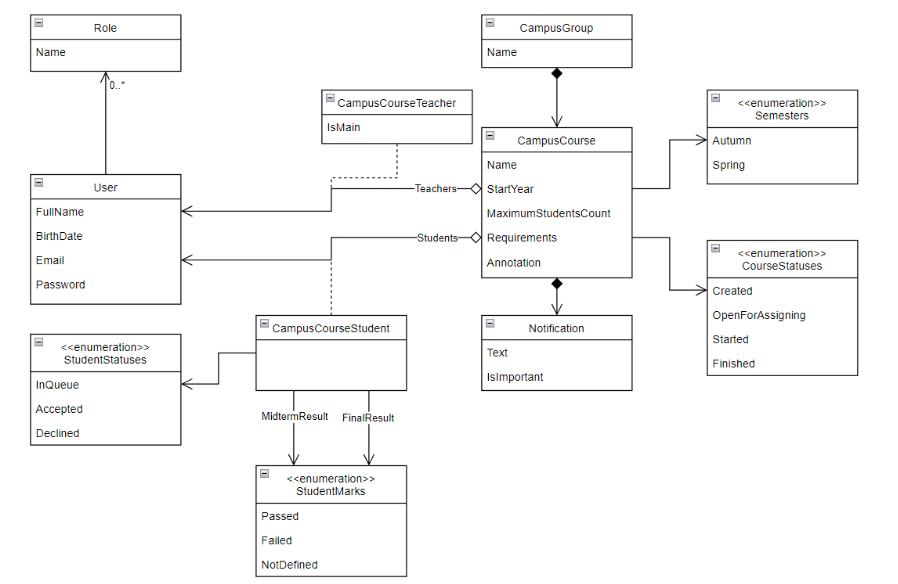 Role
Name
0..*
CampusGroup
Name
CampusCourseTeacher
IsMain
<<enumeration>>
Semesters
Autumn
Spring
CampusCourse
Name
StartYear
MaximumStudentsCount
Requirements
Annotation
User
FullName
BirthDate
Email
Password
Teachers
Students
<<enumeration>>
CourseStatuses
Created
OpenForAssigning
Started
Finished
CampusCourseStudent
Notification
Text
IsImportant
<<enumeration>>
StudentStatuses
InQueue
Accepted
Declined
MidtermResult
FinalResult
<<enumeration>>
StudentMarks
Passed
Failed
NotDefined